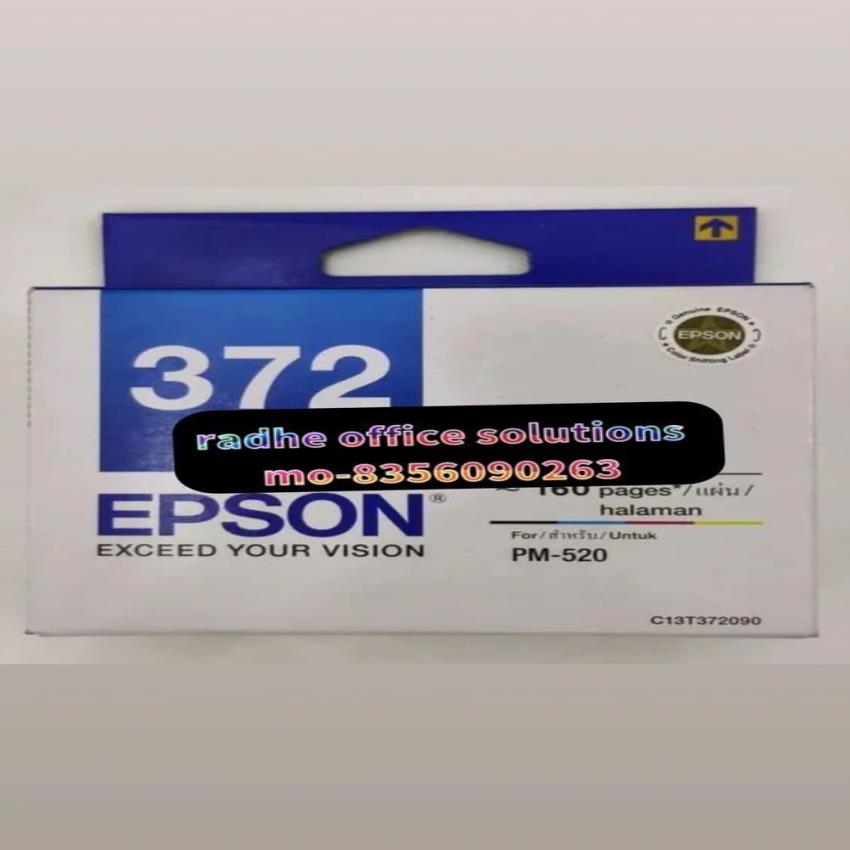 372
Genuine EPSON
EPSON
Color Shifting Label
radhe office solutions
mo-8356090263
~ 160 pages*/แผ่น/
halaman
EPSON®
EXCEED YOUR VISION
For/สำหรับ/Untuk
PM-520
C13T372090